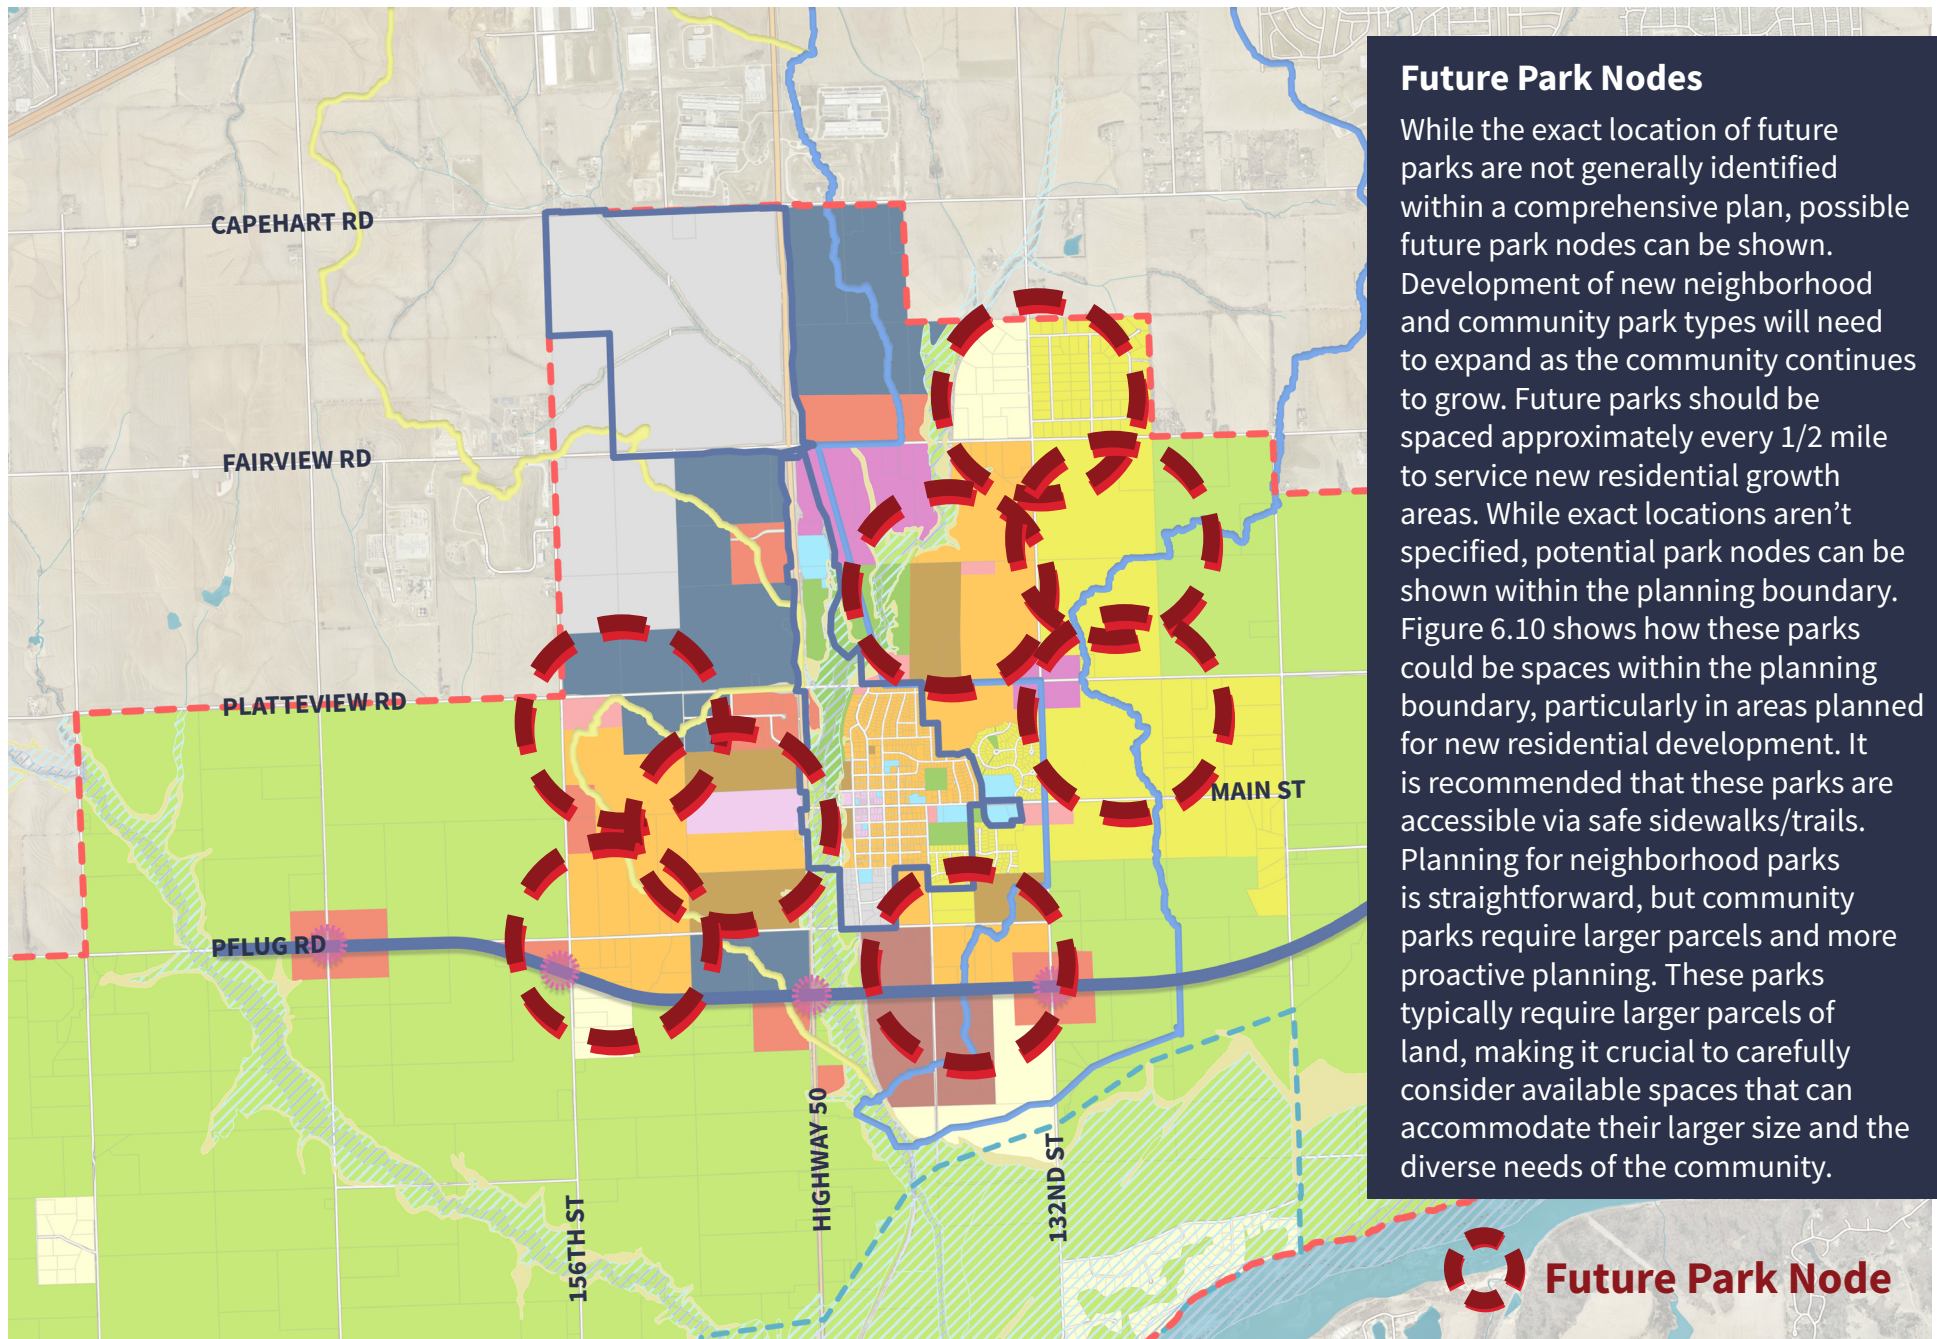 Future Park Nodes
While the exact location of future
parks are not generally identified
within a comprehensive plan, possible
future park nodes can be shown.
Development of new neighborhood
and community park types will need
to expand as the community continues
to grow. Future parks should be
spaced approximately every 1/2 mile
to service new residential growth
areas. While exact locations aren’t
specified, potential park nodes can be
shown within the planning boundary.
Figure 6.10 shows how these parks
could be spaces within the planning
boundary, particularly in areas planned
for new residential development. It
is recommended that these parks are
accessible via safe sidewalks/trails.
Planning for neighborhood parks
is straightforward, but community
parks require larger parcels and more
proactive planning. These parks
typically require larger parcels of
land, making it crucial to carefully
consider available spaces that can
accommodate their larger size and the
diverse needs of the community.
CAPEHART RD
FAIRVIEW RD
PLATTEVIEW RD
MAIN ST
PFLUG RD
156TH ST
HIGHWAY 50
132ND ST
Future Park Node